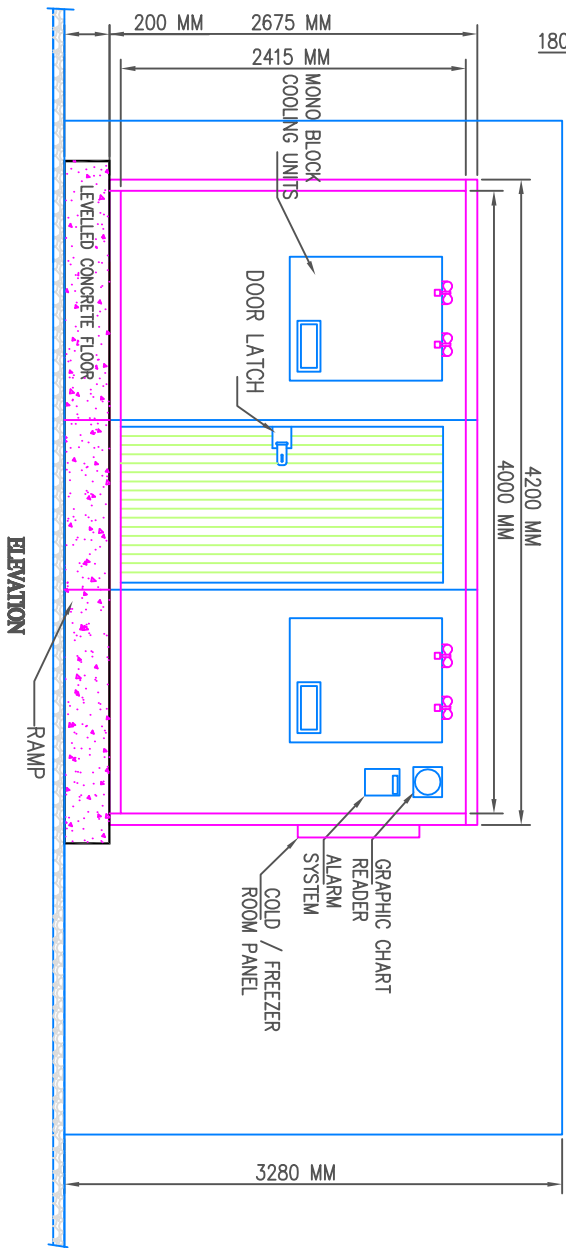 180
200 MM
2675 MM
2415 MM
MONO BLOCK
COOLING UNITS
LEVELLED CONCRETE FLOOR
DOOR LATCH
4200 MM
4000 MM
ELEVATION
RAMP
GRAPHIC CHART
READER
ALARM
SYSTEM
COLD / FREEZER
ROOM PANEL
3280 MM